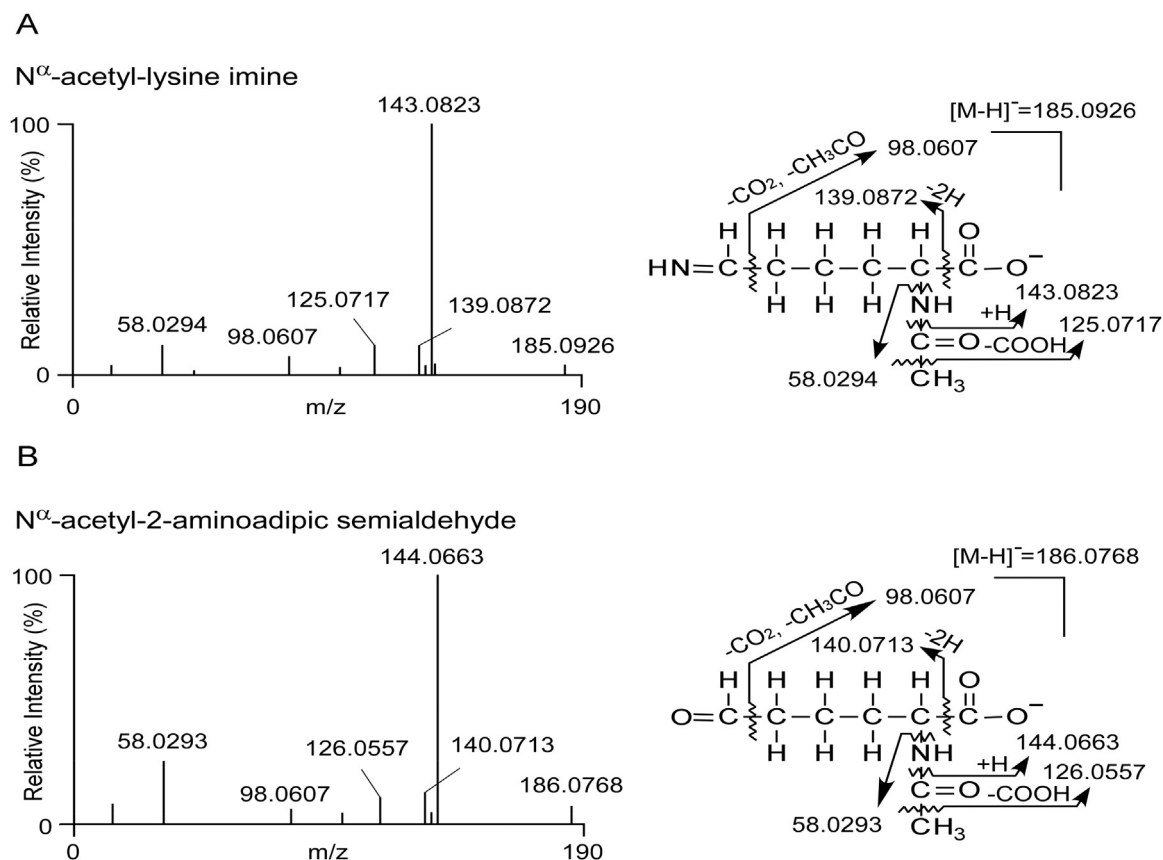 A
Nα-acetyl-lysine imine
143.0823
100
Relative Intensity (%)
58.0294
98.0607
125.0717
139.0872
185.0926
0
0
m/z
190
[M-H]⁻=185.0926
-CO₂, -CH₃CO
98.0607
139.0872
-2H
H H H H H O
HN=C-C-C-C-C-C-O⁻
H H H NH
+H
143.0823
125.0717
C=O
-COOH
58.0294
CH₃
B
Nα-acetyl-2-aminoadipic semialdehyde
144.0663
100
Relative Intensity (%)
58.0293
98.0607
126.0557
140.0713
186.0768
0
0
m/z
190
[M-H]⁻=186.0768
-CO₂, -CH₃CO
98.0607
140.0713
-2H
H H H H H O
O=C-C-C-C-C-C-O⁻
H H H NH
+H
144.0663
126.0557
C=O
-COOH
58.0293
CH₃